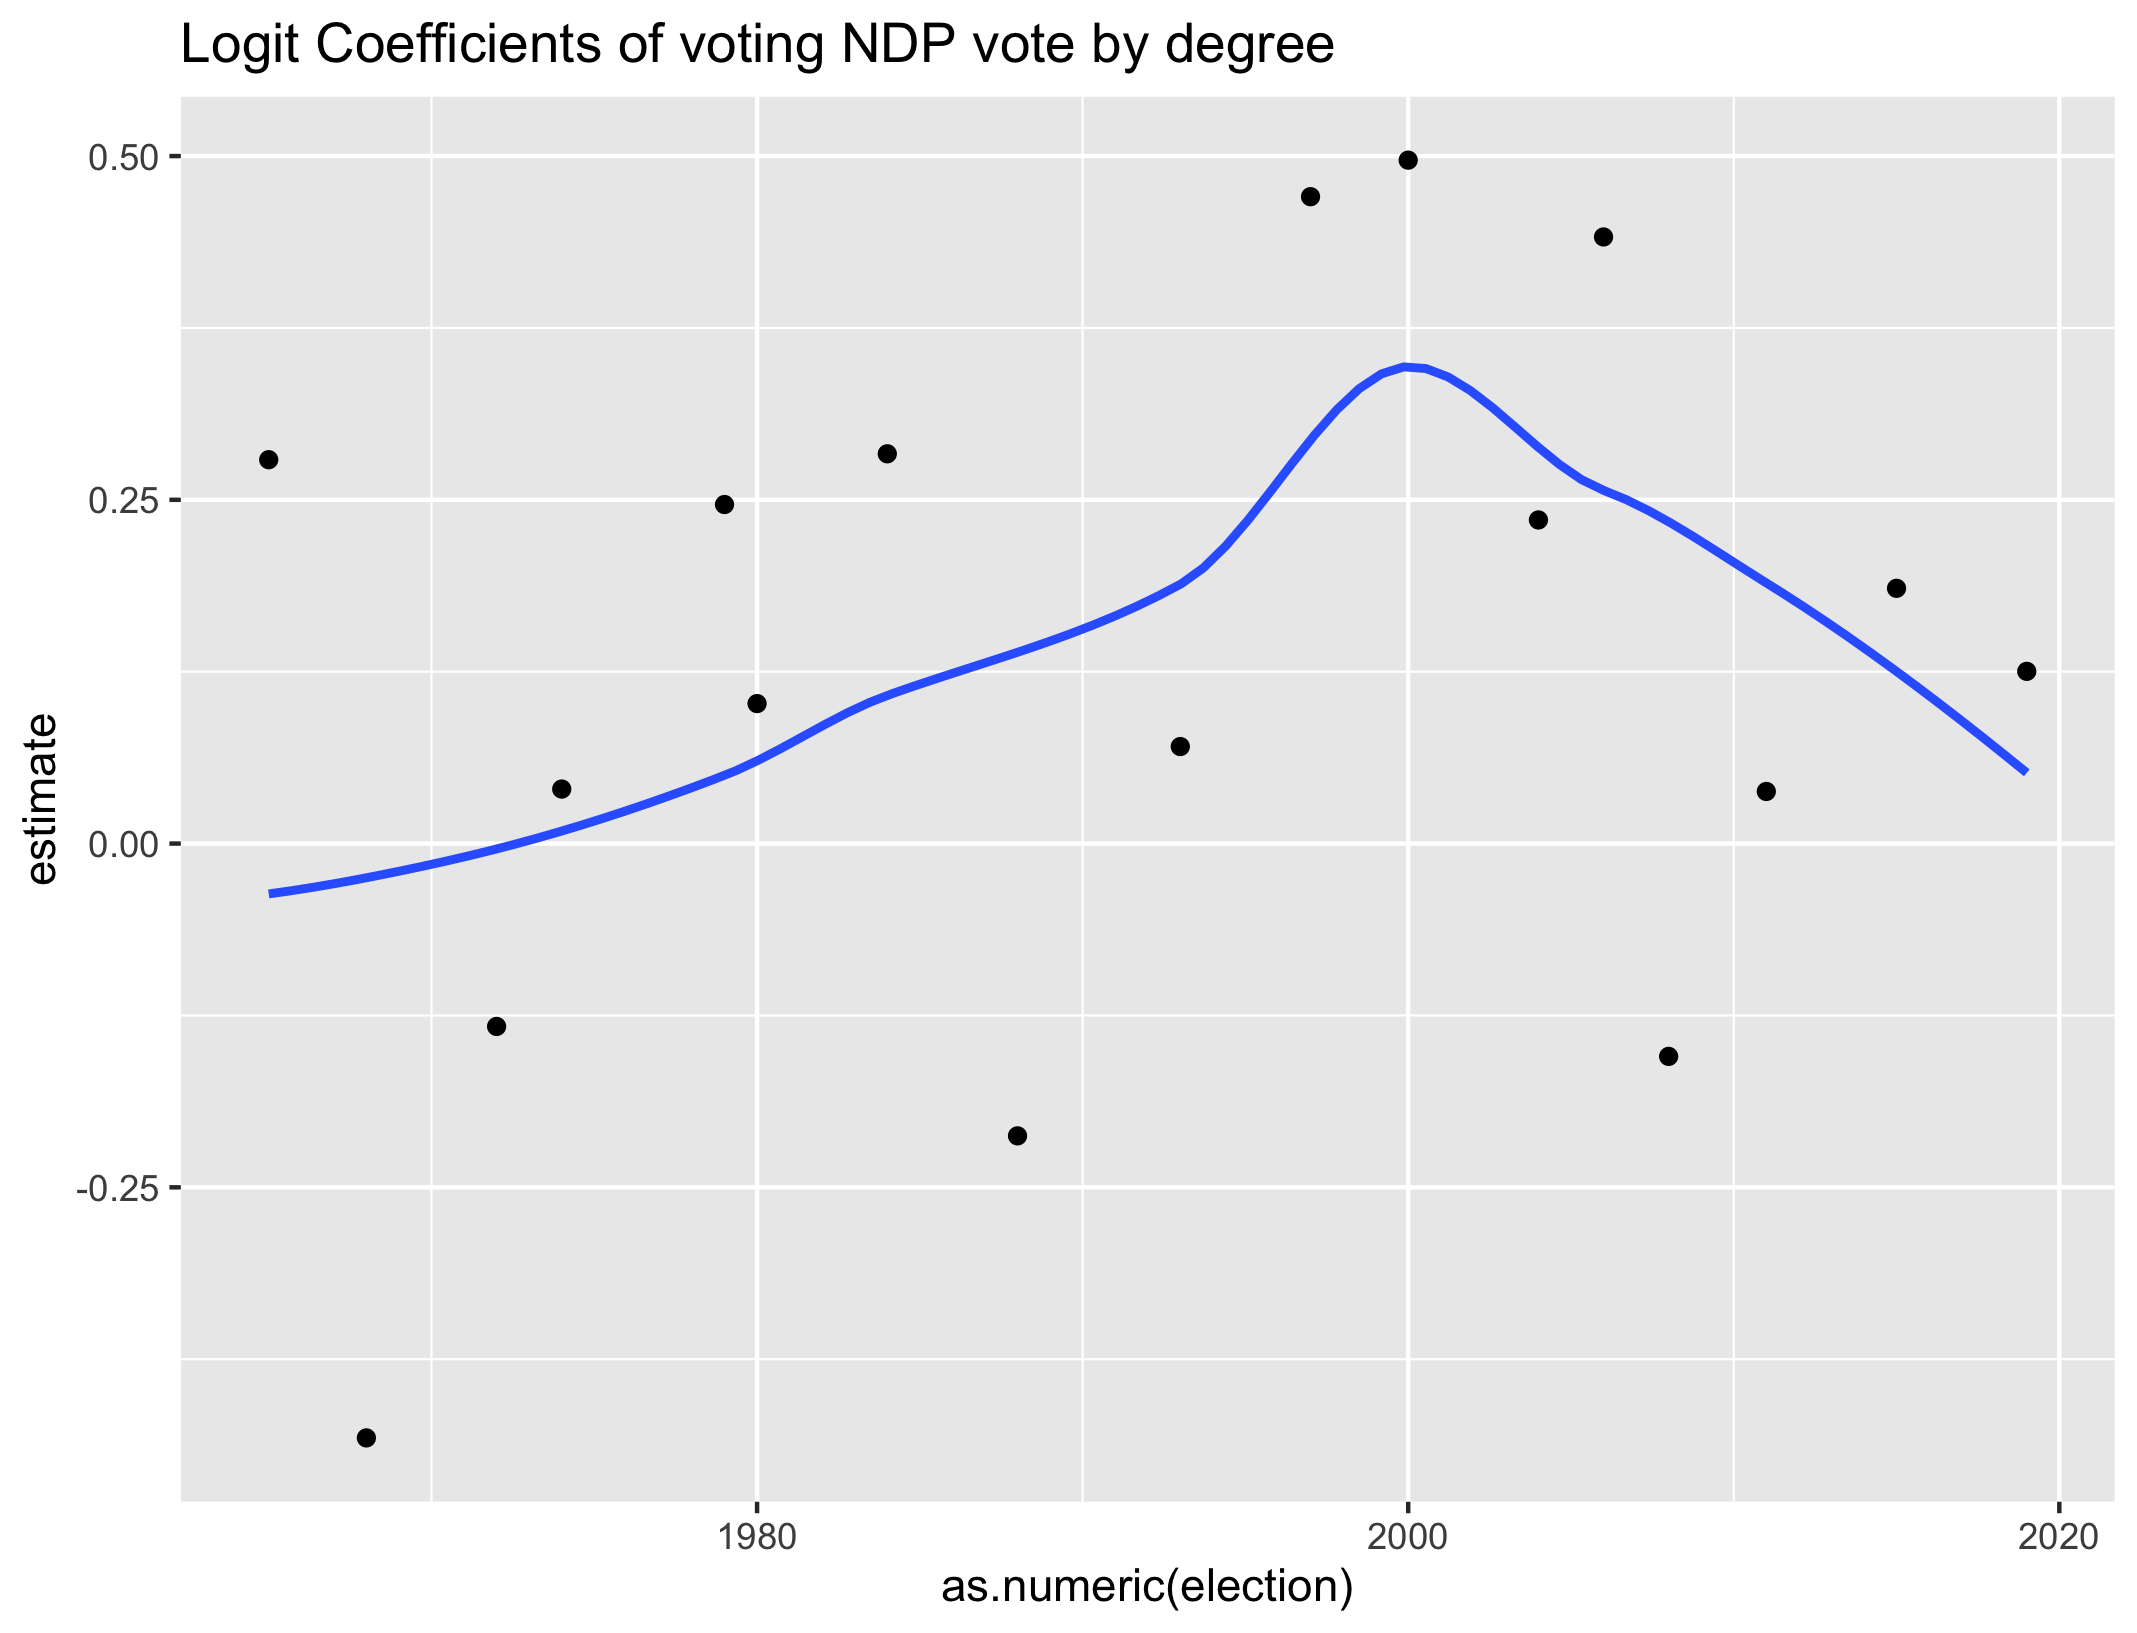 Logit Coefficients of voting NDP vote by degree
0.50
0.25
0.00
-0.25
estimate
1980
2000
2020
as.numeric(election)